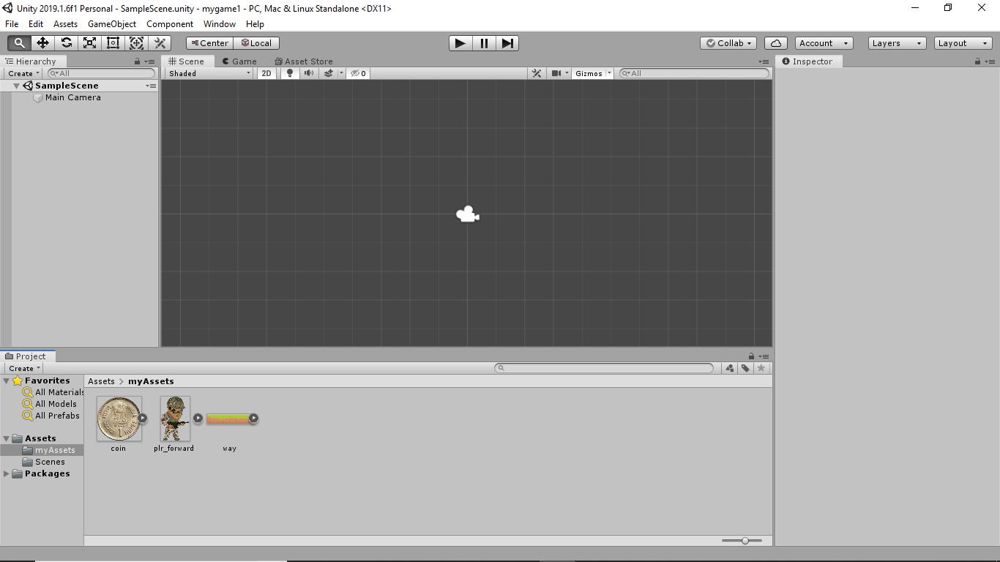 Unity 2019.1.6f1 Personal - SampleScene.unity - mygame1 - PC, Mac & Linux Standalone <DX11>
File Edit Assets GameObject Component Window Help
Center Local Collab Account Layers Layout
Hierarchy Scene Game Asset Store Inspector
Create All Shaded 2D 0 Gizmos All
SampleScene
Main Camera
Project
Create
Favorites Assets myAssets
All Materials
All Models
All Prefabs
Assets coin plr_forward way
myAssets
Scenes
Packages